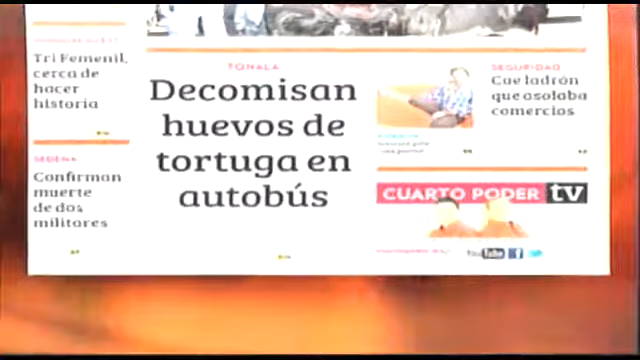 Tri Femenil,
cerca de
hacer
historia
SEDENA
Confirman
muerte
de dos
militares
TONALÁ
Decomisan
huevos de
tortuga en
autobús
SEGURIDAD
Cae ladrón
que asolaba
comercios
CUARTO PODER tv
YouTube